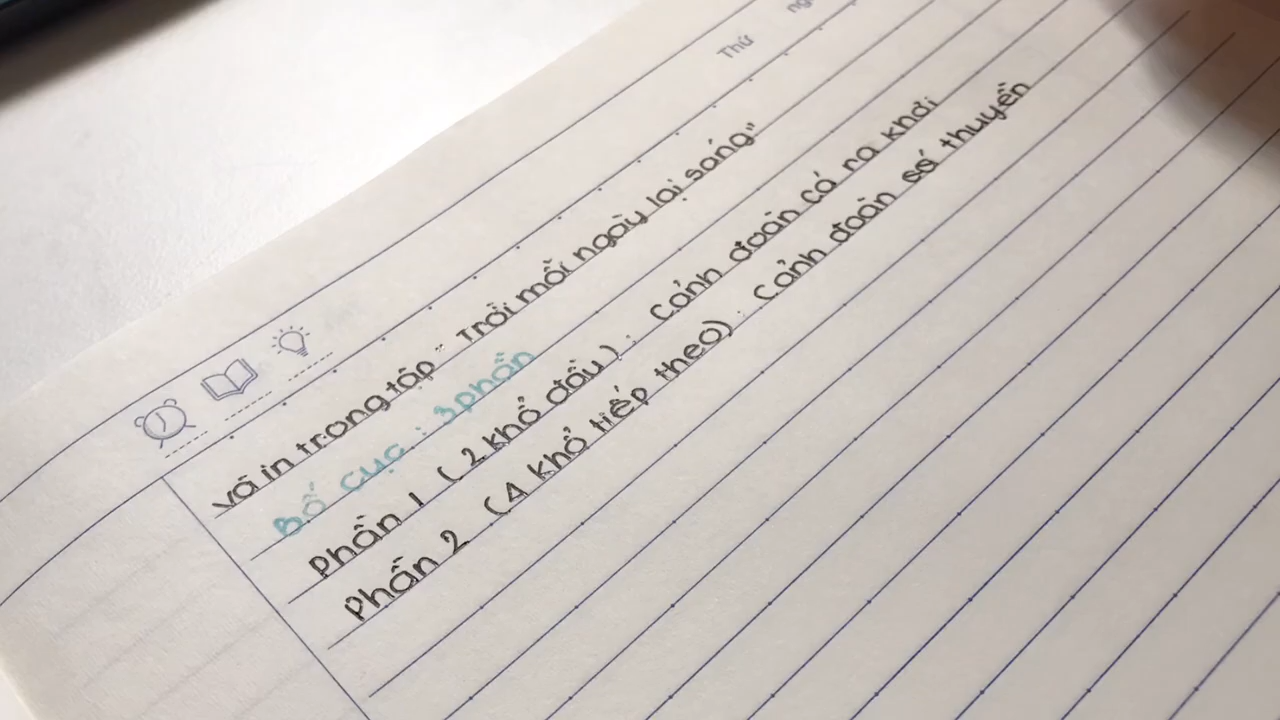 Thứ
và in trong tập " Trời mỗi ngày lại sáng"
Bố cục : 3 phần
Phần 1 ( 2 khổ đầu ) : Cảnh đoàn cá ra khơi
Phần 2 (4 khổ tiếp theo) : Cảnh đoàn cá thuyền